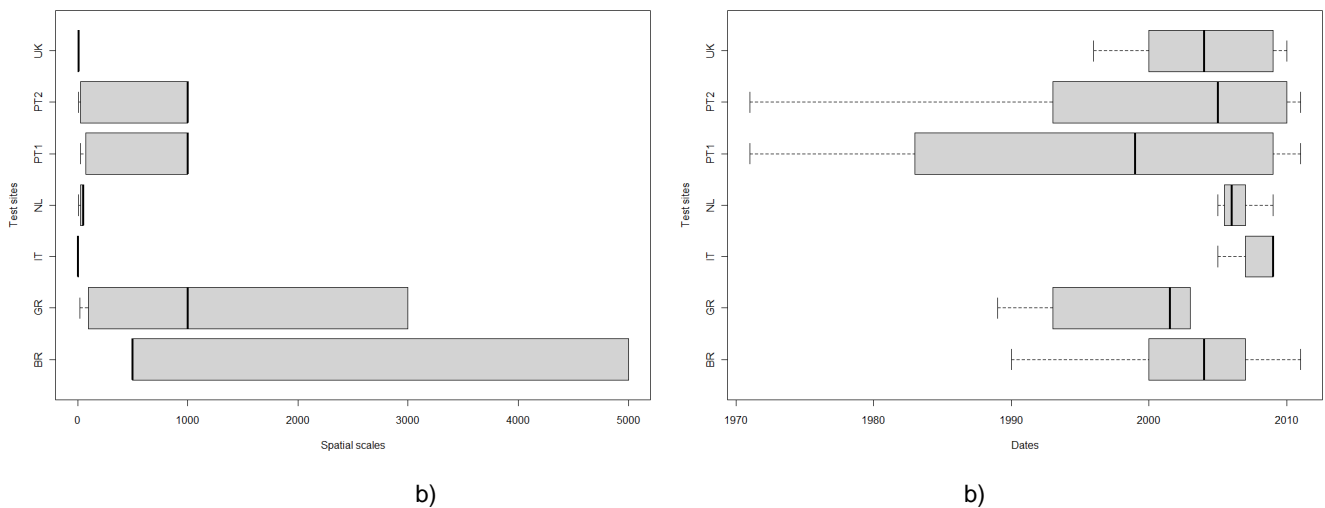 UK
PT2
PT1
NL
IT
GR
BR
Test sites
0 1000 2000 3000 4000 5000
Spatial scales
b)
UK
PT2
PT1
NL
IT
GR
BR
Test sites
1970 1980 1990 2000 2010
Dates
b)